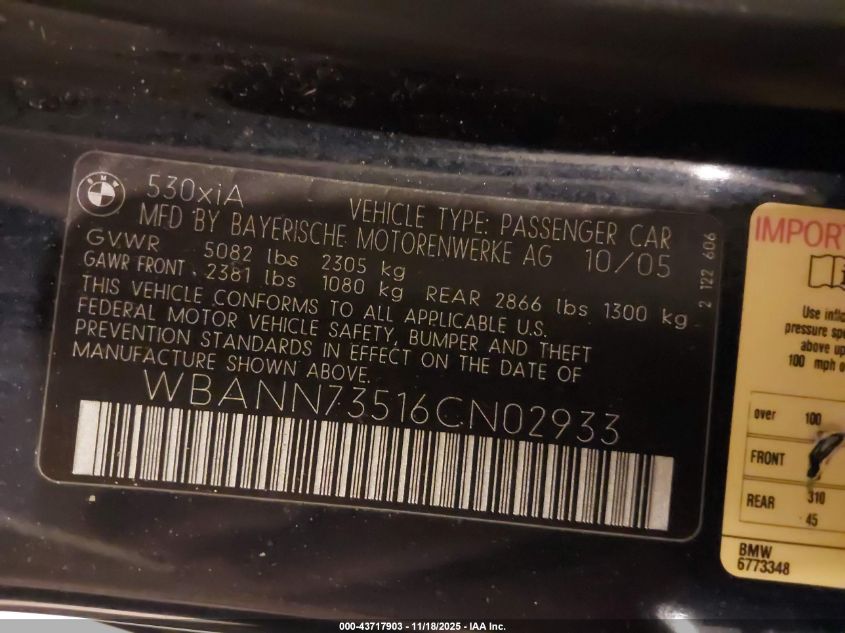 BMW
530xiA VEHICLE TYPE: PASSENGER CAR
MFD BY BAYERISCHE MOTORENWERKE AG 10/05
GVWR 5082 lbs 2305 kg
GAWR FRONT 2381 lbs 1080 kg REAR 2866 lbs 1300 kg
THIS VEHICLE CONFORMS TO ALL APPLICABLE U.S.
FEDERAL MOTOR VEHICLE SAFETY, BUMPER AND THEFT
PREVENTION STANDARDS IN EFFECT ON THE DATE OF
MANUFACTURE SHOWN ABOVE.
WBANN73516CN02933
2 122 606
IMPORT
Use infl
pressure spe
above up
100 mph o
over 100
FRONT
REAR 310
45
BMW
6773348
000-43717903 - 11/18/2025 - IAA Inc.